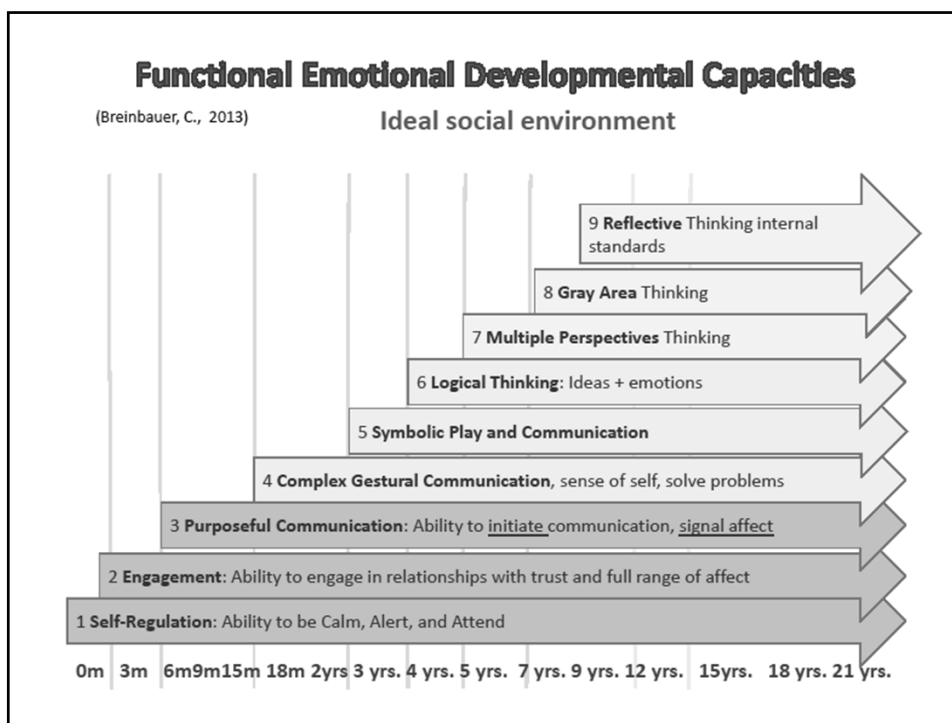 Functional Emotional Developmental Capacities
(Breinbauer, C., 2013)
Ideal social environment
9 Reflective Thinking internal
standards
8 Gray Area Thinking
7 Multiple Perspectives Thinking
6 Logical Thinking: Ideas + emotions
5 Symbolic Play and Communication
4 Complex Gestural Communication, sense of self, solve problems
3 Purposeful Communication: Ability to initiate communication, signal affect
2 Engagement: Ability to engage in relationships with trust and full range of affect
1 Self-Regulation: Ability to be Calm, Alert, and Attend
0m 3m 6m9m15m 18m 2yrs 3 yrs. 4 yrs. 5 yrs. 7 yrs. 9 yrs. 12 yrs. 15yrs. 18 yrs. 21 yrs.